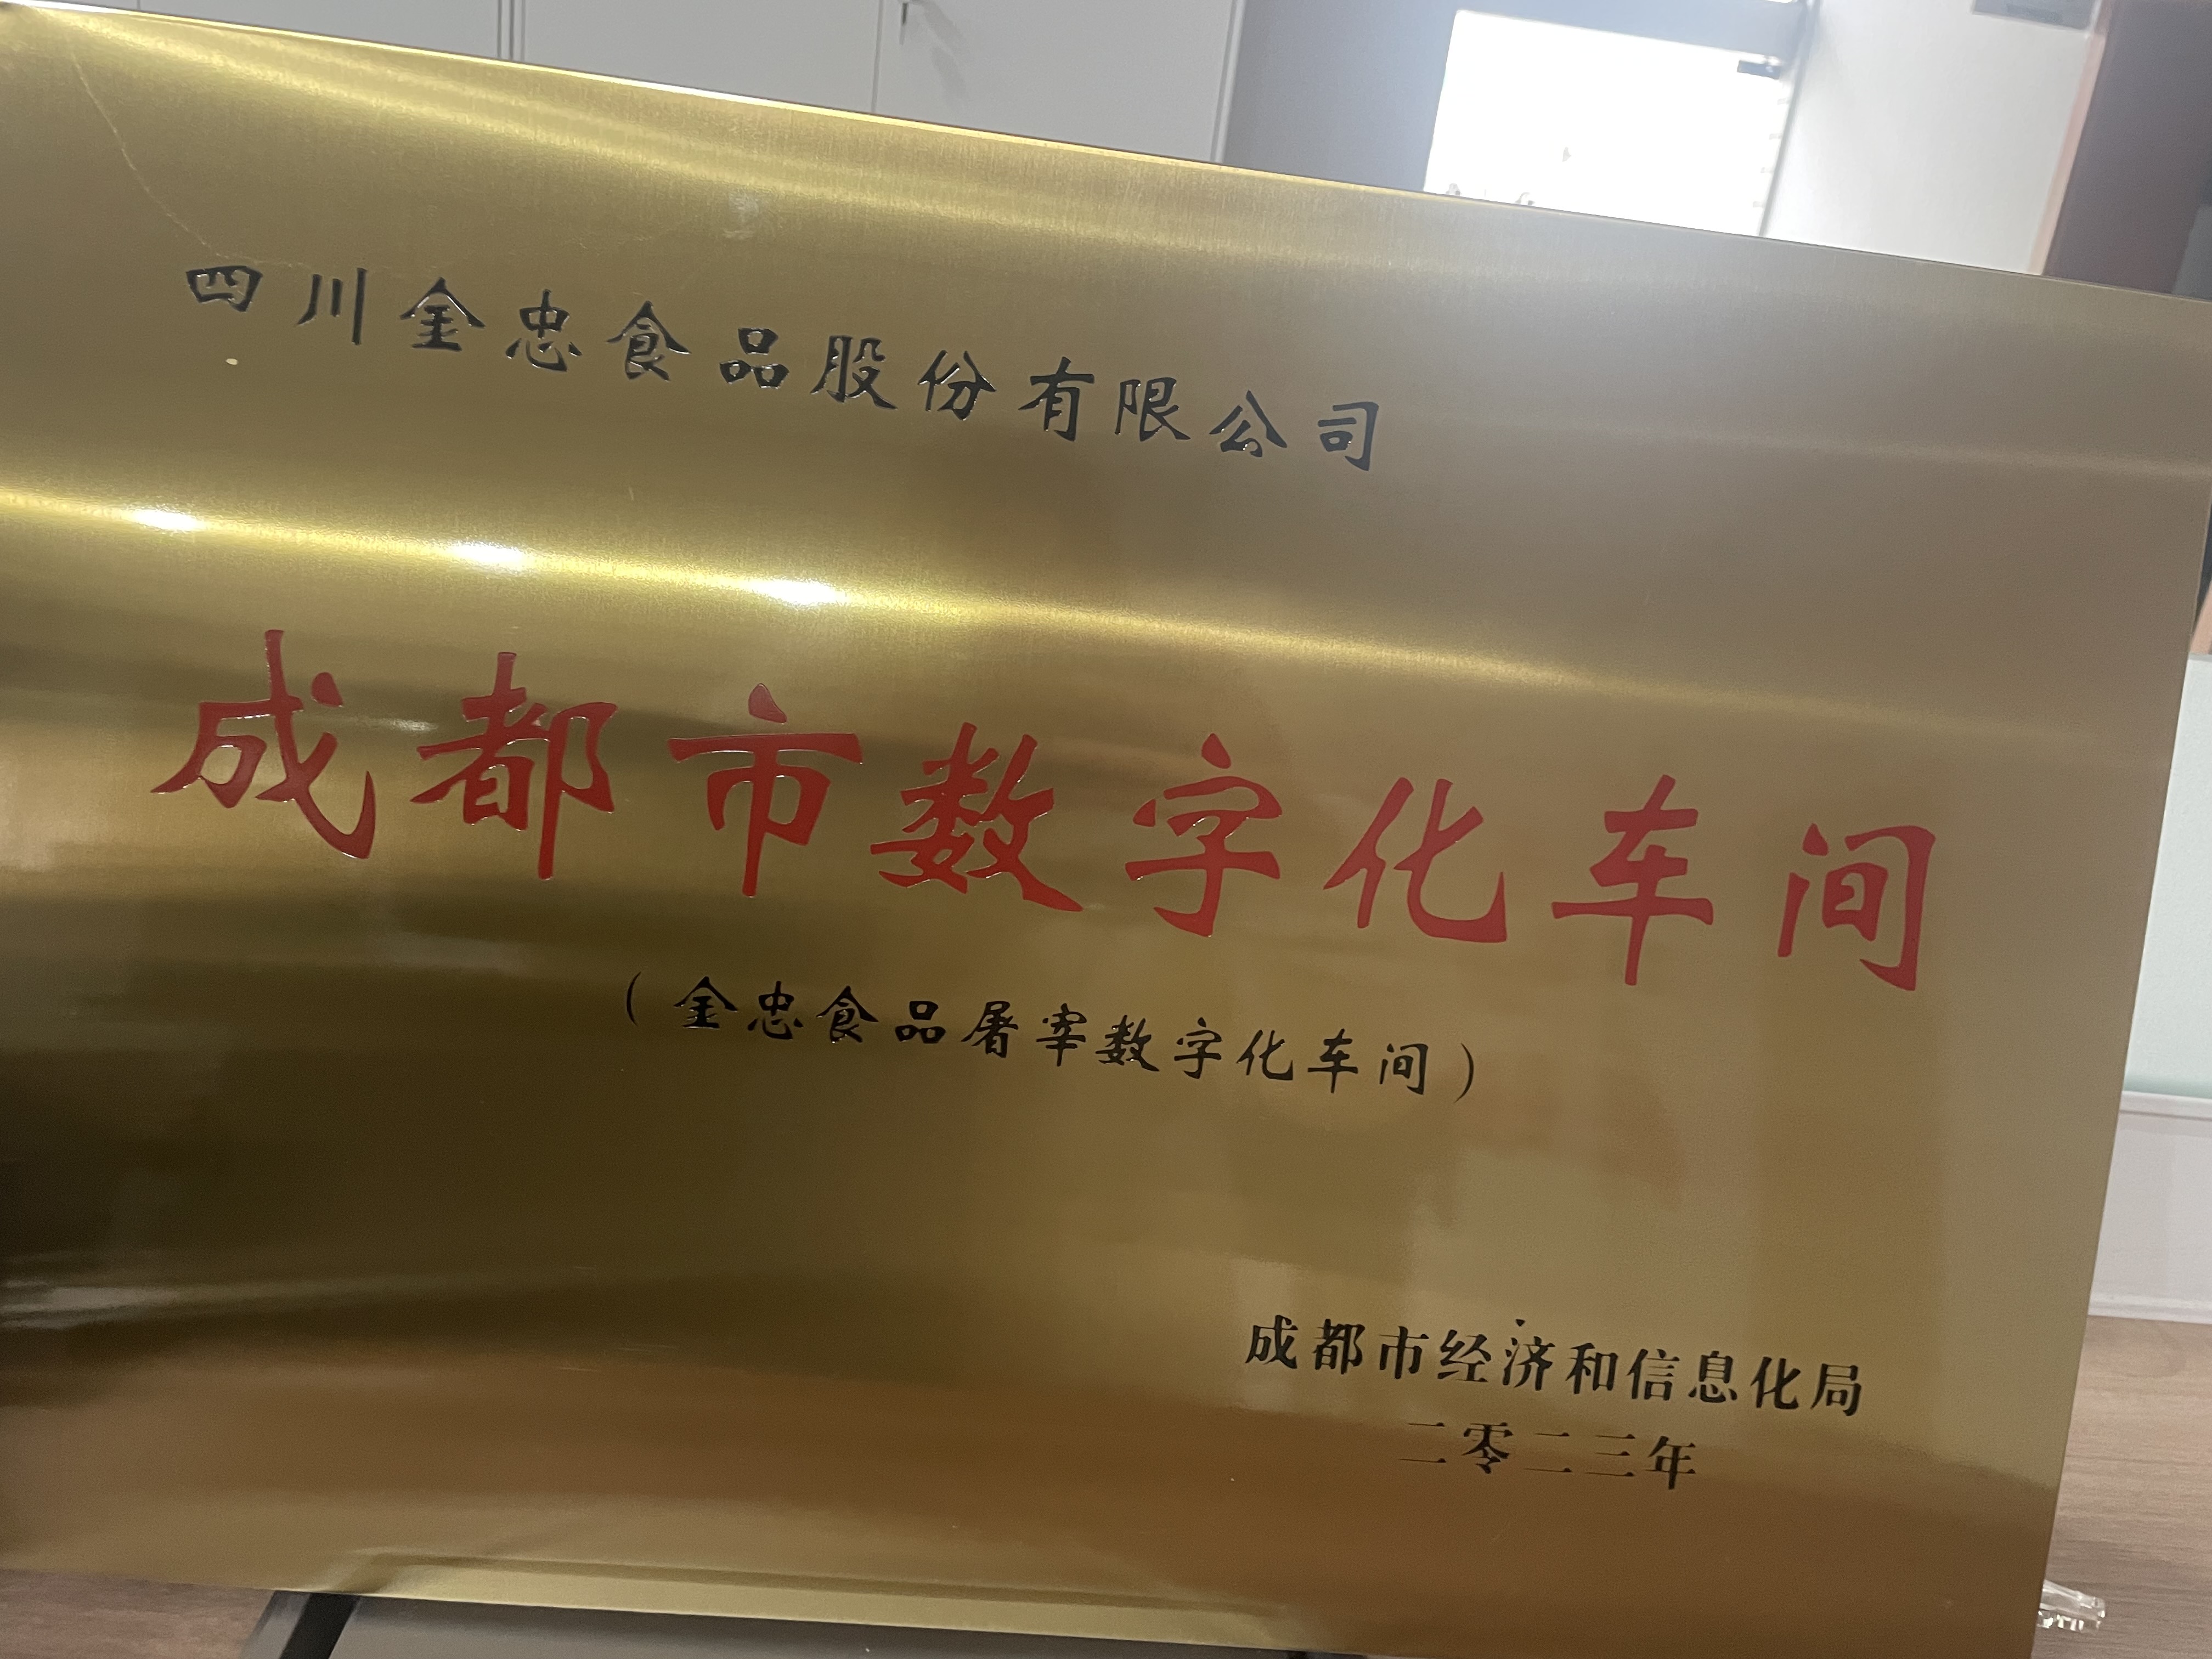 四川金忠食品股份有限公司
成都市数字化车间
（金忠食品屠宰数字化车间）
成都市经济和信息化局
二零二三年